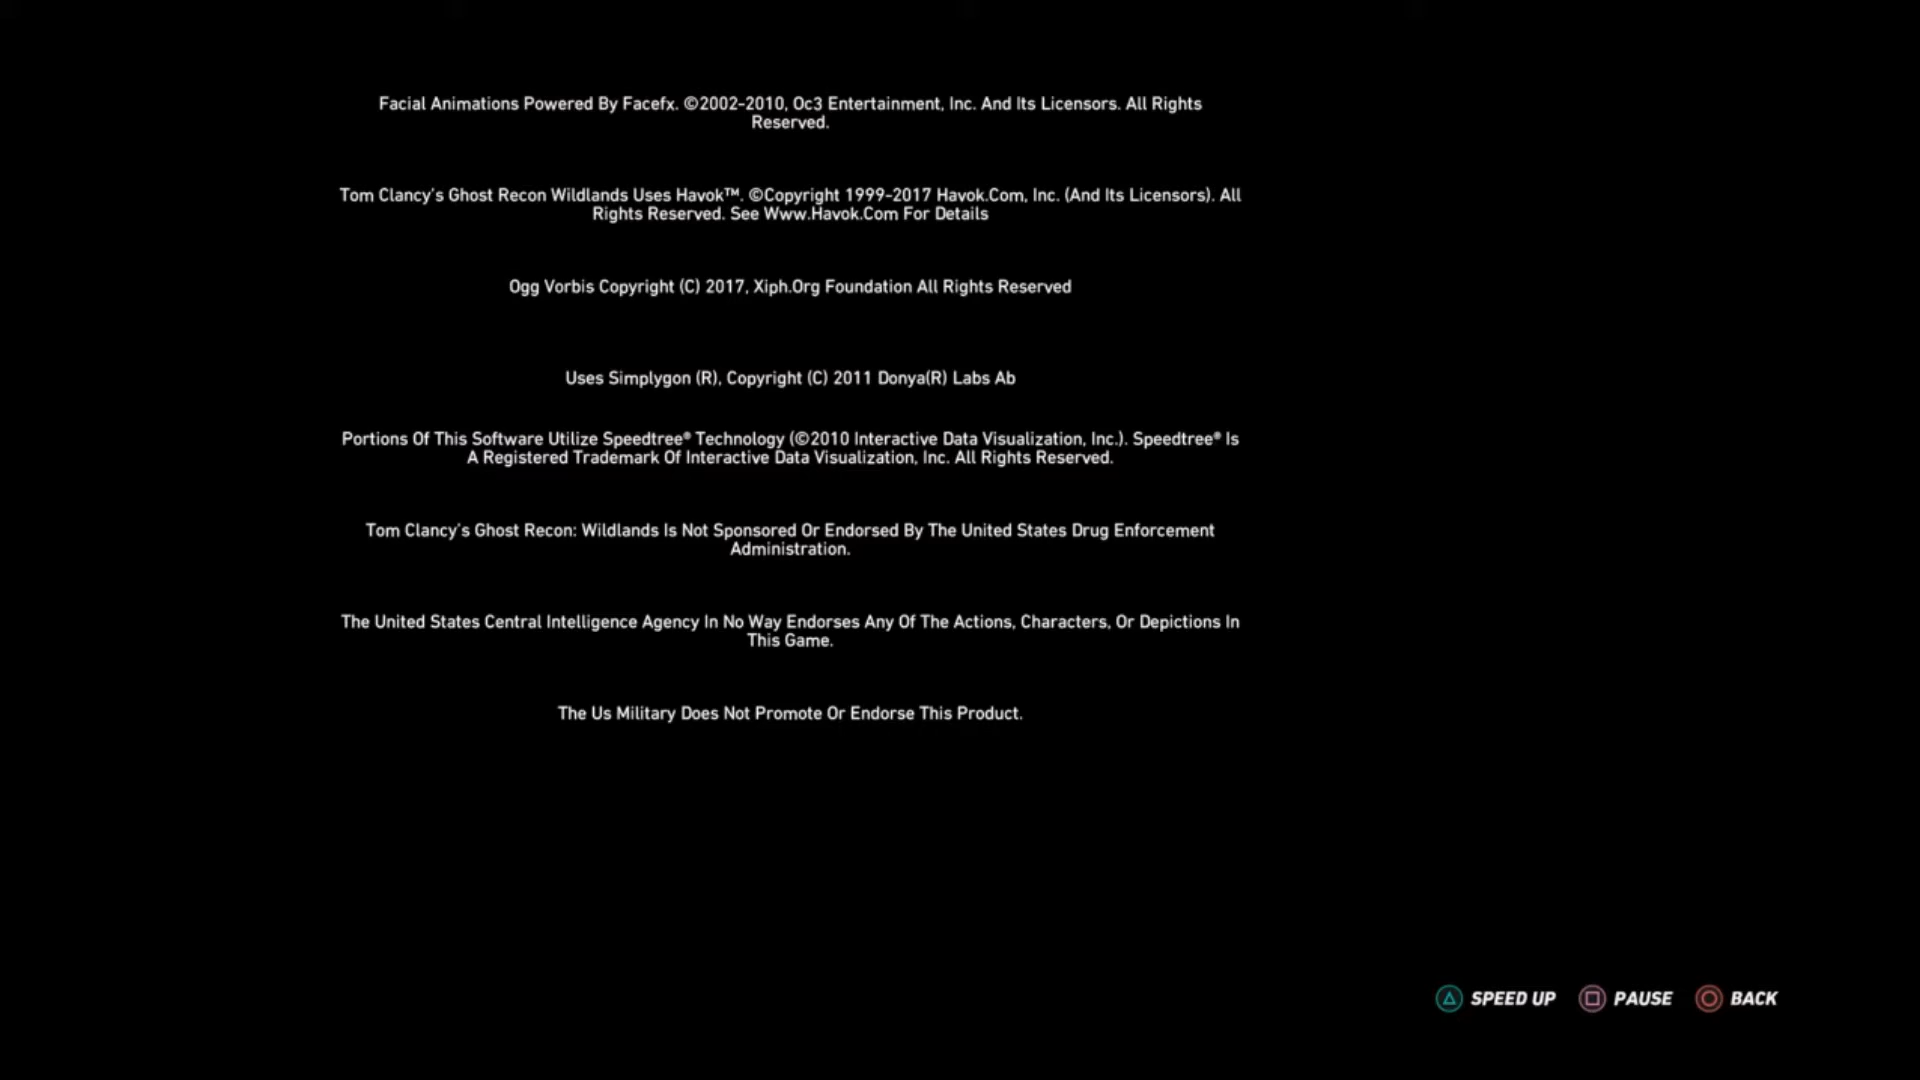 Facial Animations Powered By Facefx. ©2002-2010, Oc3 Entertainment, Inc. And Its Licensors. All Rights
Reserved.
Tom Clancy's Ghost Recon Wildlands Uses Havok™. ©Copyright 1999-2017 Havok.Com, Inc. (And Its Licensors). All
Rights Reserved. See Www.Havok.Com For Details
Ogg Vorbis Copyright (C) 2017, Xiph.Org Foundation All Rights Reserved
Uses Simplygon (R), Copyright (C) 2011 Donya(R) Labs Ab
Portions Of This Software Utilize Speedtree® Technology (©2010 Interactive Data Visualization, Inc.). Speedtree® Is
A Registered Trademark Of Interactive Data Visualization, Inc. All Rights Reserved.
Tom Clancy's Ghost Recon: Wildlands Is Not Sponsored Or Endorsed By The United States Drug Enforcement
Administration.
The United States Central Intelligence Agency In No Way Endorses Any Of The Actions, Characters, Or Depictions In
This Game.
The Us Military Does Not Promote Or Endorse This Product.
SPEED UP PAUSE BACK